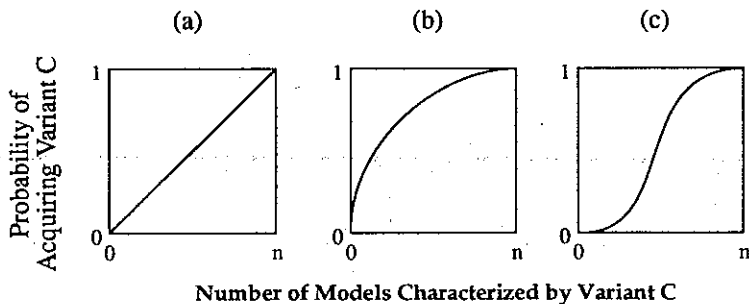 (a) (b) (c)
Probability of
Acquiring Variant C
1 1 1
0 0 0
0 n 0 n 0 n
Number of Models Characterized by Variant C